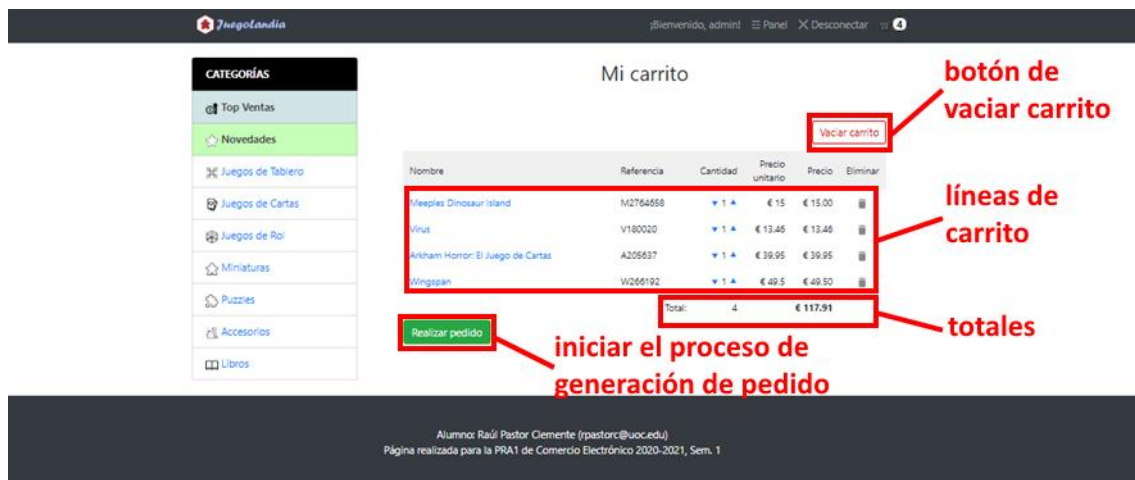 Juegolandia
¡Bienvenido, admin! Panel Desconectar 4
CATEGORÍAS
Top Ventas
Novedades
Juegos de Tablero
Juegos de Cartas
Juegos de Rol
Miniaturas
Puzzles
Accesorios
Libros
Mi carrito
botón de
vaciar carrito
Vaciar carrito
Nombre Referencia Cantidad Precio unitario Precio Eliminar
Meeples Dinosaur Island M2764658 ▼ 1 ▲ € 15 € 15.00
Virus V180020 ▼ 1 ▲ € 13.46 € 13.46
Arkham Horror: El Juego de Cartas A205637 ▼ 1 ▲ € 39.95 € 39.95
Wingspan W266192 ▼ 1 ▲ € 49.5 € 49.50
líneas de
carrito
Total: 4 € 117.91
totales
Realizar pedido
iniciar el proceso de
generación de pedido
Alumno: Raúl Pastor Clemente (rpastorc@uoc.edu)
Página realizada para la PRA1 de Comercio Electrónico 2020-2021, Sem. 1